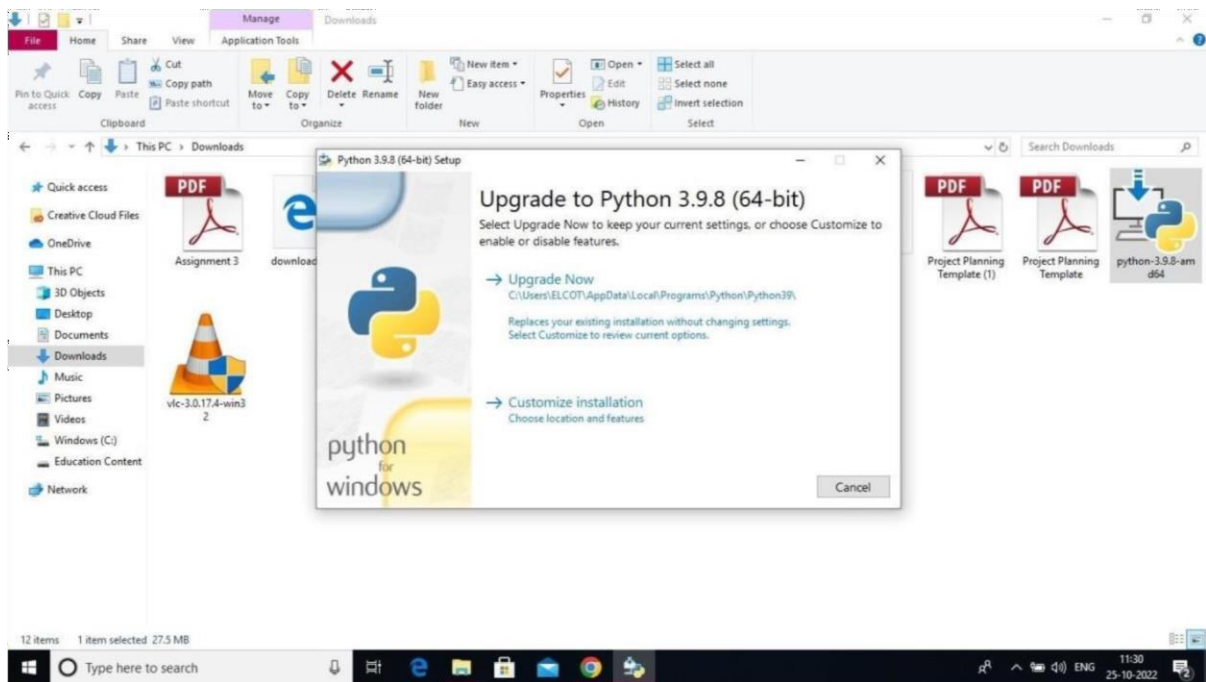 Manage
Downloads
File
Home
Share
View
Application Tools
Pin to Quick access
Copy
Paste
Cut
Copy path
Paste shortcut
Clipboard
Move to
Copy to
Delete
Rename
Organize
New folder
New item
Easy access
New
Properties
Open
Edit
History
Open
Select all
Select none
Invert selection
Select
This PC › Downloads
Search Downloads
Quick access
Creative Cloud Files
OneDrive
This PC
3D Objects
Desktop
Documents
Downloads
Music
Pictures
Videos
Windows (C:)
Education Content
Network
PDF
Assignment 3
download
vlc-3.0.17.4-win3
2
Python 3.9.8 (64-bit) Setup
Upgrade to Python 3.9.8 (64-bit)
Select Upgrade Now to keep your current settings, or choose Customize to
enable or disable features.
Upgrade Now
C:\Users\ELCOT\AppData\Local\Programs\Python\Python39\
Replaces your existing installation without changing settings.
Select Customize to review current options.
Customize installation
Choose location and features
python
for
windows
Cancel
PDF
Project Planning
Template (1)
PDF
Project Planning
Template
python-3.9.8-am
d64
12 items
1 item selected 27.5 MB
Type here to search
ENG
11:30
25-10-2022
2